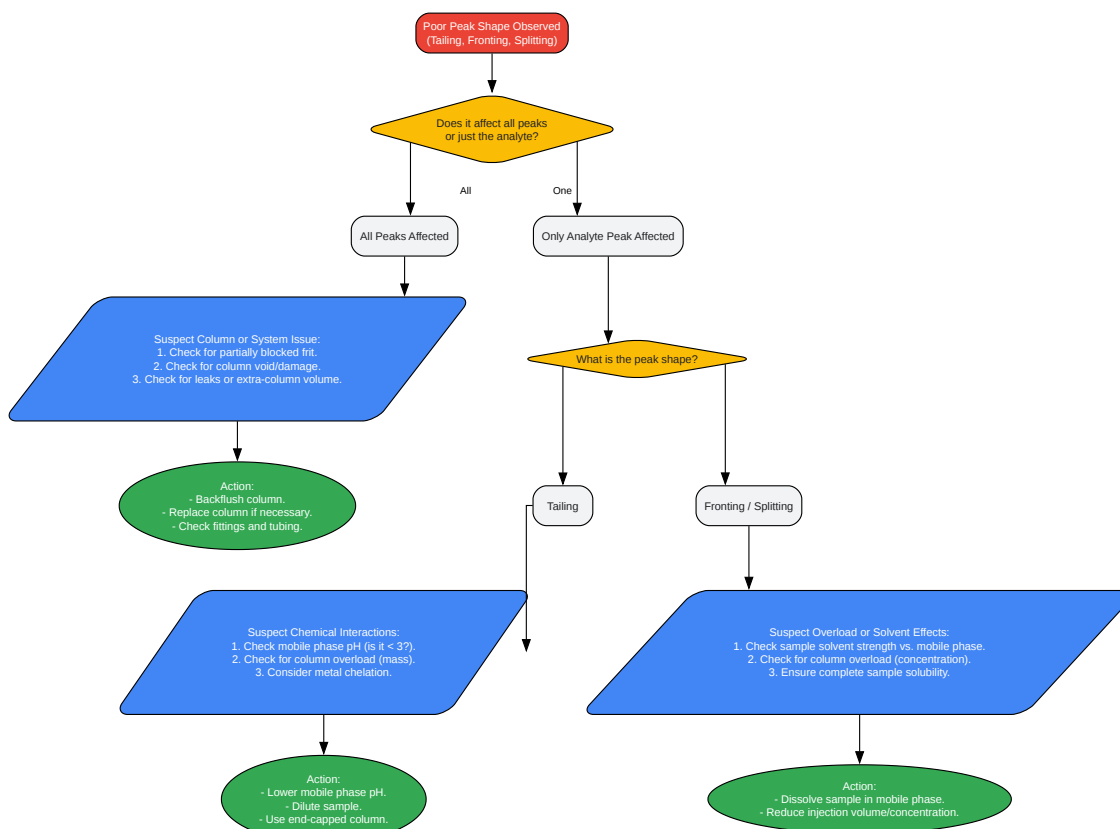 Poor Peak Shape Observed
(Tailing, Fronting, Splitting)
Does it affect all peaks
or just the analyte?
All
One
All Peaks Affected
Only Analyte Peak Affected
Suspect Column or System Issue:
1. Check for partially blocked frit.
2. Check for column void/damage.
3. Check for leaks or extra-column volume.
What is the peak shape?
Action:
- Backflush column.
- Replace column if necessary.
- Check fittings and tubing.
Tailing
Fronting / Splitting
Suspect Chemical Interactions:
1. Check mobile phase pH (is it < 3?).
2. Check for column overload (mass).
3. Consider metal chelation.
Suspect Overload or Solvent Effects:
1. Check sample solvent strength vs. mobile phase.
2. Check for column overload (concentration).
3. Ensure complete sample solubility.
Action:
- Lower mobile phase pH.
- Dilute sample.
- Use end-capped column.
Action:
- Dissolve sample in mobile phase.
- Reduce injection volume/concentration.